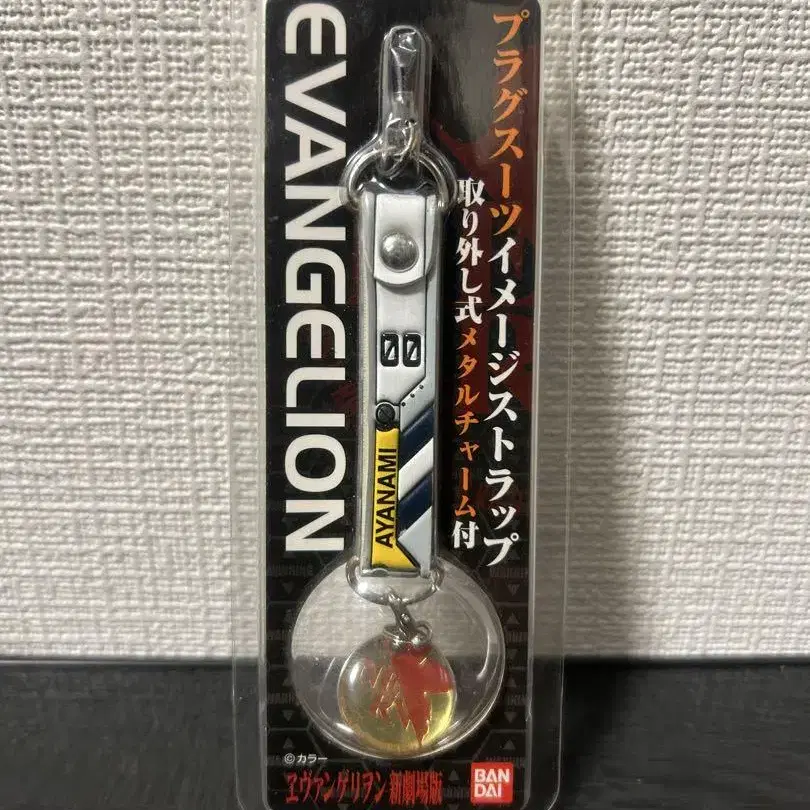 EVANGELION
プラグスーツイメージストラップ
取り外し式メタルチャーム付
00
AYANAMI
©カラー
ヱヴァンゲリヲン新劇場版
BAN
DAI